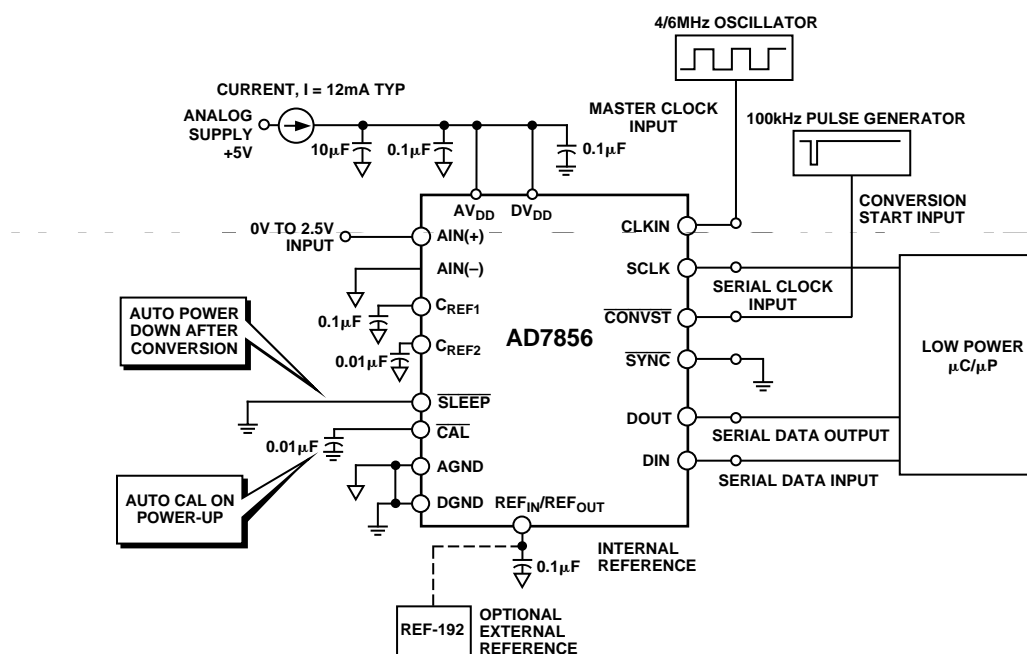 4/6MHz OSCILLATOR
CURRENT, I = 12mA TYP
ANALOG
SUPPLY
+5V
10µF
0.1µF
0.1µF
MASTER CLOCK
INPUT
100kHz PULSE GENERATOR
CONVERSION
START INPUT
AVDD
DVDD
0V TO 2.5V
INPUT
AIN(+)
AIN(–)
CREF1
0.1µF
CREF2
0.01µF
SLEEP
CAL
0.01µF
AGND
DGND
REFIN/REFOUT
AD7856
CLKIN
SCLK
SERIAL CLOCK
INPUT
CONVST
SYNC
DOUT
SERIAL DATA OUTPUT
DIN
SERIAL DATA INPUT
LOW POWER
µC/µP
AUTO POWER
DOWN AFTER
CONVERSION
AUTO CAL ON
POWER-UP
0.1µF
INTERNAL
REFERENCE
REF-192
OPTIONAL
EXTERNAL
REFERENCE